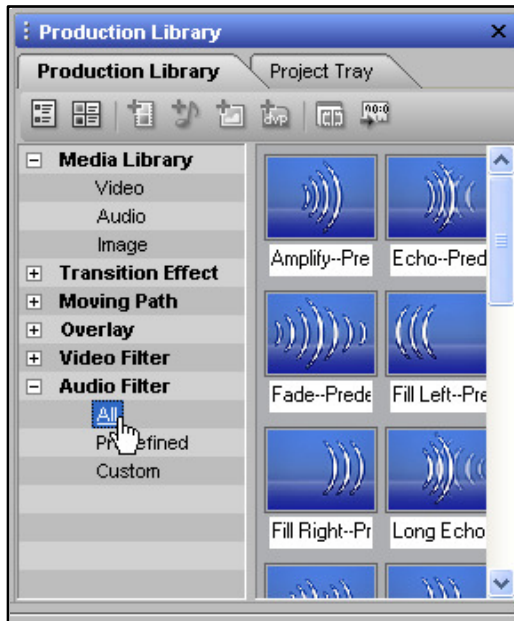 Production Library
Production Library
Project Tray
Media Library
Video
Audio
Image
Transition Effect
Moving Path
Overlay
Video Filter
Audio Filter
All
Predefined
Custom
Amplify--Pre
Echo--Pred
Fade--Prede
Fill Left--Pre
Fill Right--Pr
Long Echo